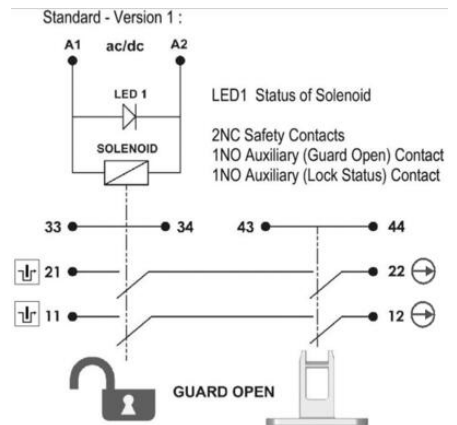 Standard - Version 1 :
A1 ac/dc A2
LED 1
LED1 Status of Solenoid
SOLENOID
2NC Safety Contacts
1NO Auxiliary (Guard Open) Contact
1NO Auxiliary (Lock Status) Contact
33 34 43 44
21 22
11 12
GUARD OPEN